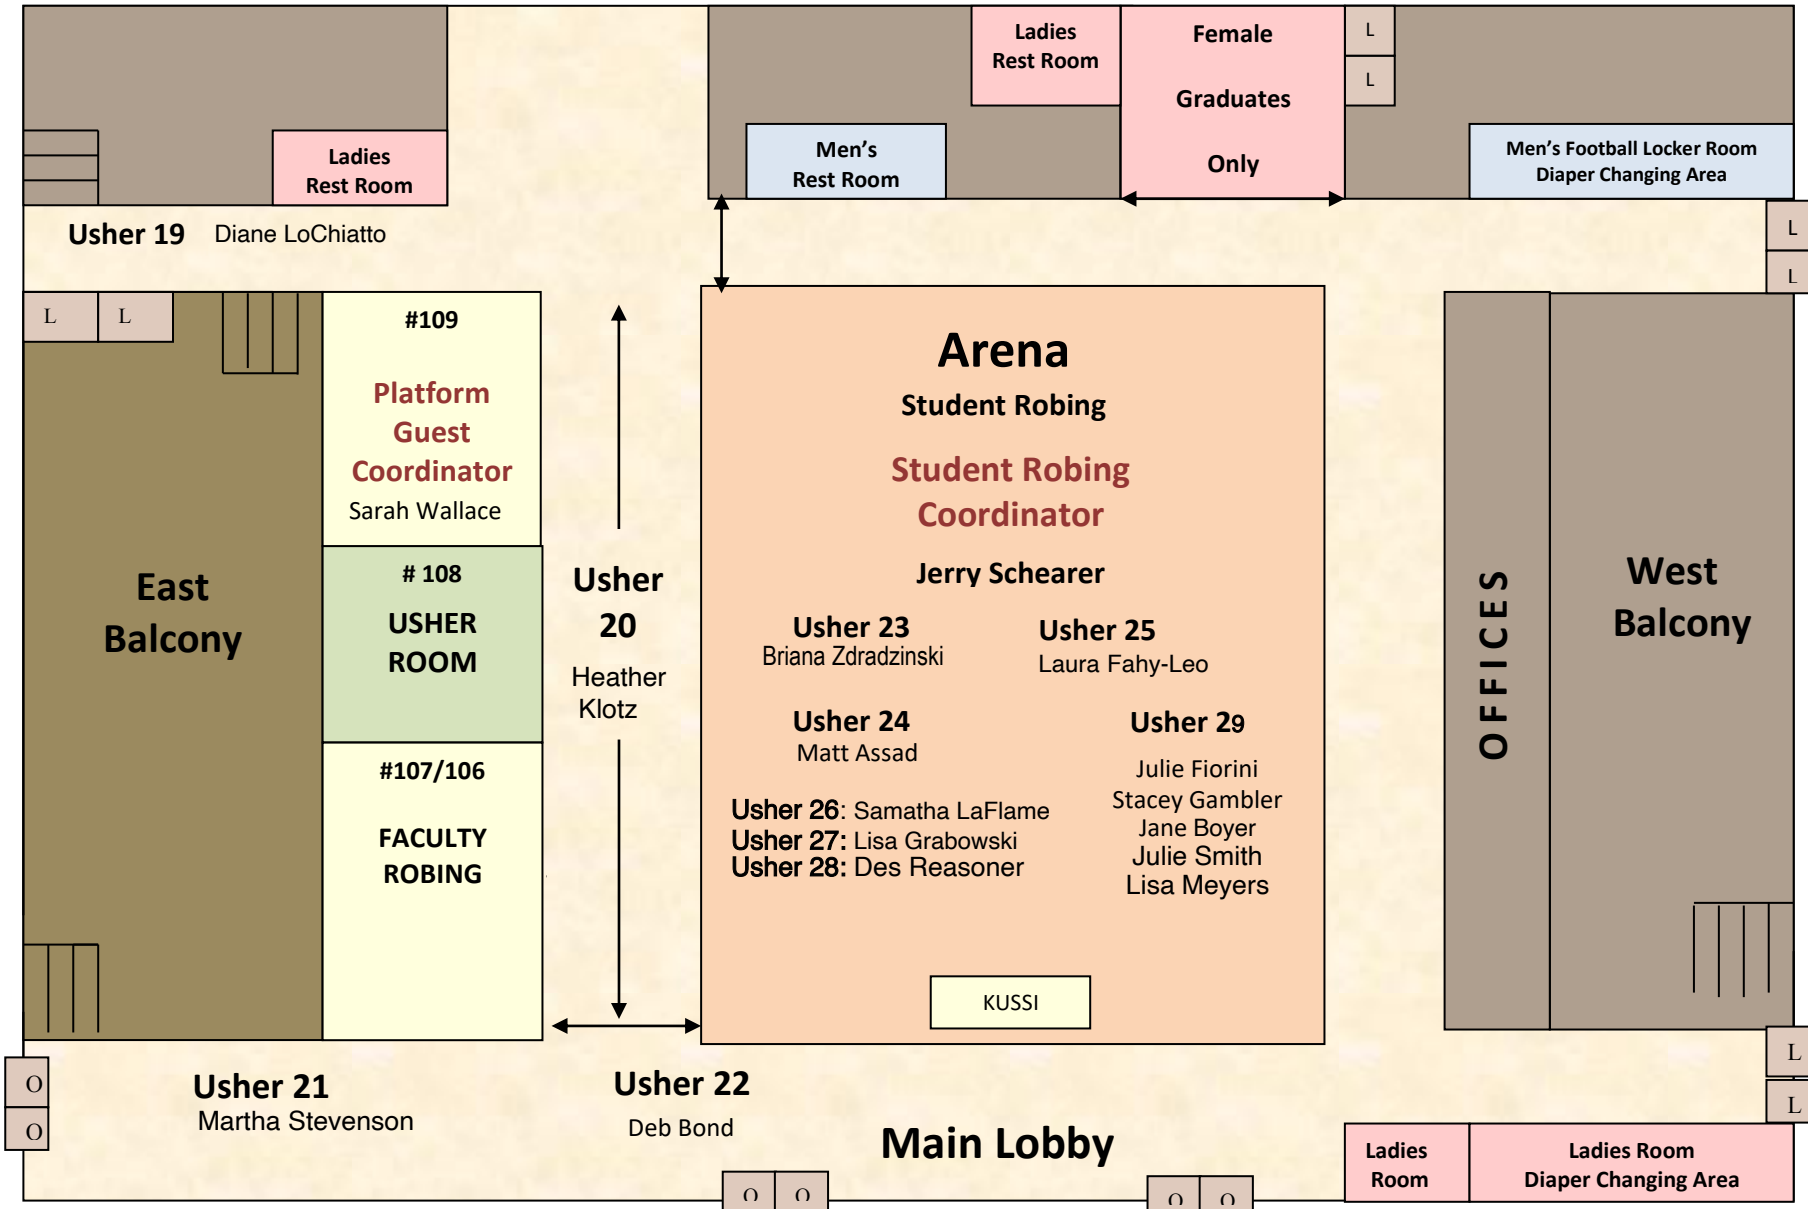 Ladies
Rest Room
Female
Graduates
Only
L
L
Ladies
Rest Room
Men's
Rest Room
Men's Football Locker Room
Diaper Changing Area
Usher 19 Diane LoChiatto
L
L
L L
#109
Platform
Guest
Coordinator
Sarah Wallace
# 108
USHER
ROOM
#107/106
FACULTY
ROBING
East
Balcony
Usher
20
Heather
Klotz
Arena
Student Robing
Student Robing
Coordinator
Jerry Schearer
Usher 23
Briana Zdradzinski
Usher 25
Laura Fahy-Leo
Usher 24
Matt Assad
Usher 29
Julie Fiorini
Stacey Gambler
Jane Boyer
Julie Smith
Lisa Meyers
Usher 26: Samatha LaFlame
Usher 27: Lisa Grabowski
Usher 28: Des Reasoner
KUSSI
OFFICES
West
Balcony
O
O
Usher 21
Martha Stevenson
Usher 22
Deb Bond
Main Lobby
L
L
Ladies
Room
Ladies Room
Diaper Changing Area
O O
O O